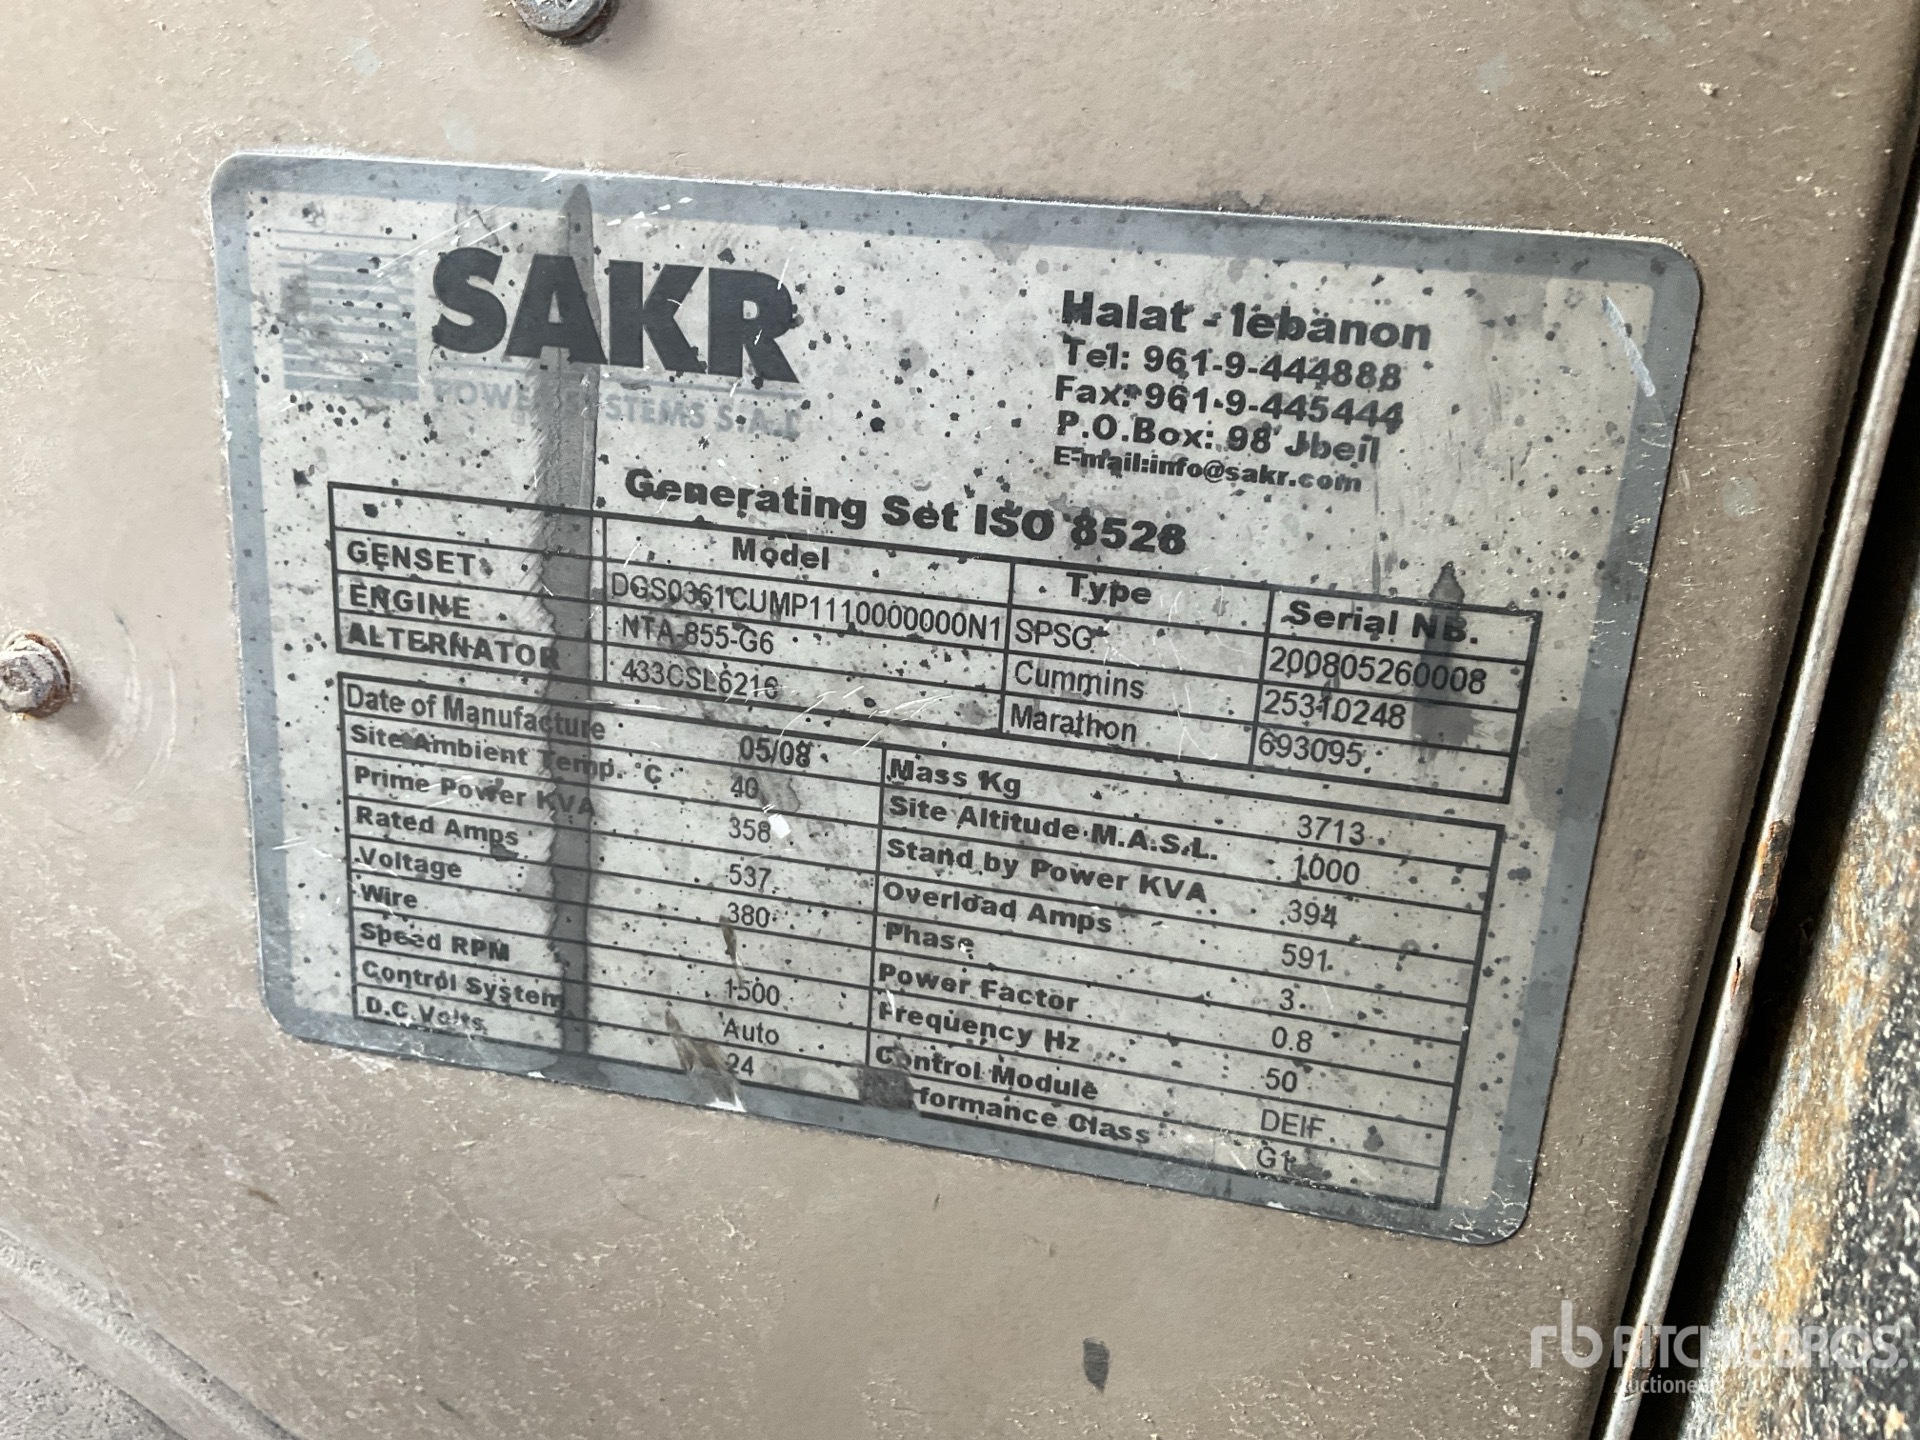 SAKR
POWER SYSTEMS S.A.L
Halat - lebanon
Tel: 961-9-444888
Fax: 961-9-445444
P.O.Box: 98 Jbeil
E-mail:info@sakr.com
Generating Set ISO 8528
Model Type Serial NB.
GENSET DGS0361CUMP1110000000N1 SPSG 200805260008
ENGINE NTA-855-G6 Cummins 25310248
ALTERNATOR 433CSL6216 Marathon 693095
Date of Manufacture 05/08 Mass Kg 3713
Site Ambient Temp. °C 40 Site Altitude M.A.S.L. 1000
Prime Power KVA 358 Stand by Power KVA 394
Rated Amps 537 Overload Amps 591
Voltage 380 Phase 3
Wire Power Factor 0.8
Speed RPM 1500 Frequency Hz 50
Control System Auto Control Module DEIF
D.C.Volts 24 formance Class G1
rb RITCHIE BROS.
Auctioneers